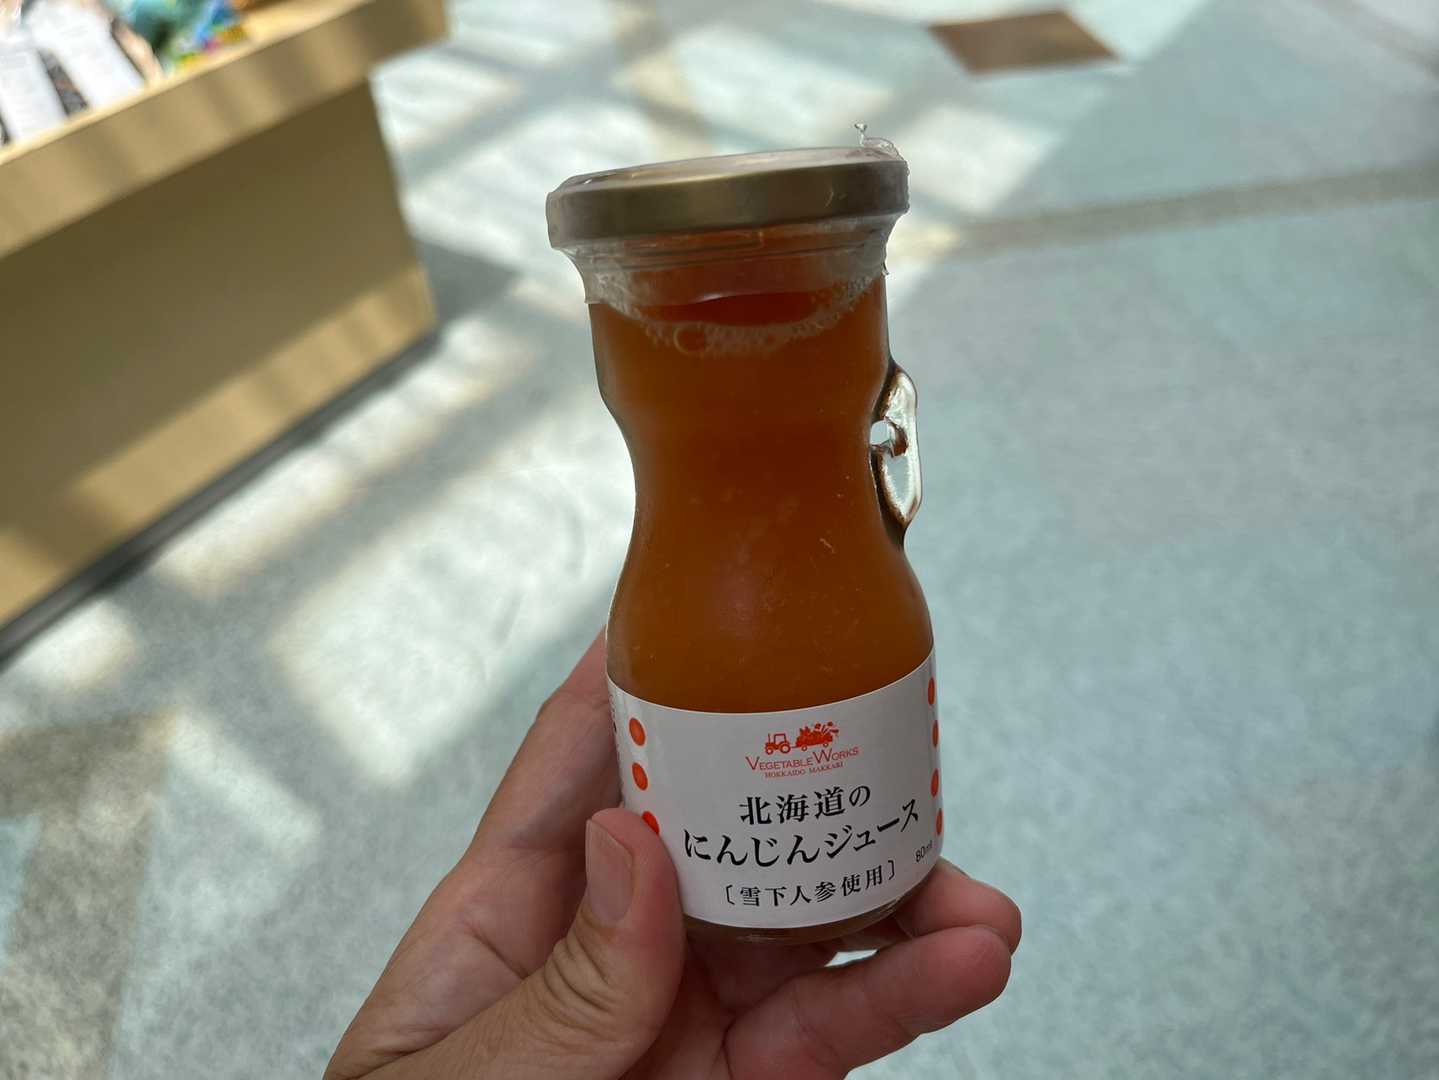 VEGETABLE WORKS
HOKKAIDO MAKKARI
北海道の
にんじんジュース
80ml
〔雪下人参使用〕